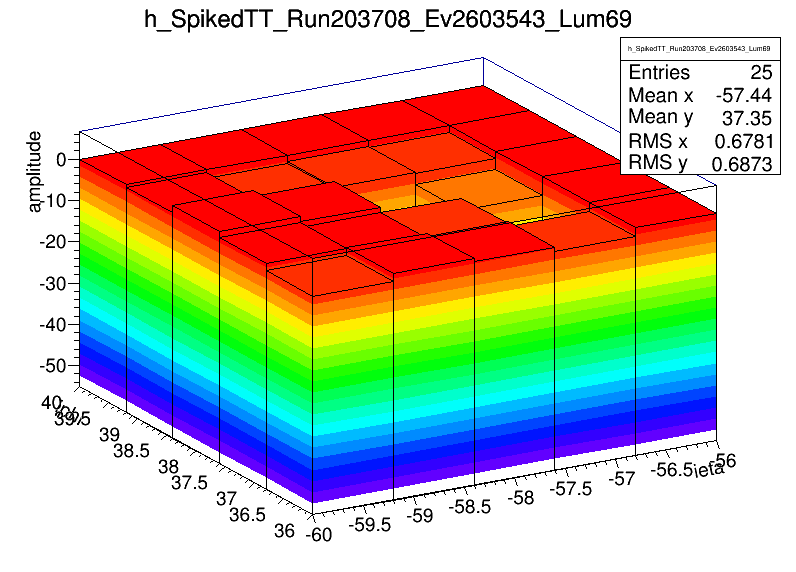 h_SpikedTT_Run203708_Ev2603543_Lum69
h_SpikedTT_Run203708_Ev2603543_Lum69
Entries 25
Mean x -57.44
Mean y 37.35
RMS x 0.6781
RMS y 0.6873
amplitude
0
-10
-20
-30
-40
-50
40
39.5
39
38.5
38
37.5
37
36.5
36
-60
-59.5
-59
-58.5
-58
-57.5
-57
-56.5
-56
ieta